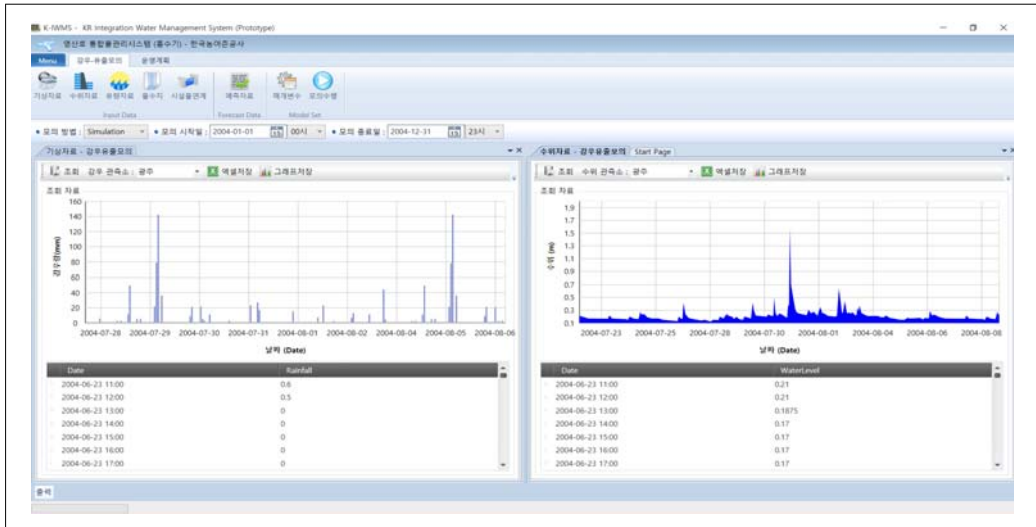 K-IWMS - KR Integration Water Management System (Prototype)
영산호 통합물관리시스템 (홍수기) - 한국농어촌공사
Menu 강우-유출모의 운영계획
기상자료 수위자료 유량자료 홍수지 시설물연계 예측자료 매개변수 모의수행
Input Data Forecast Data Model Set
• 모의 방법 : Simulation • 모의 시작일 : 2004-01-01 15 00시 • 모의 종료일 : 2004-12-31 15 23시
기상자료 - 강우유출모의
조회 강우 관측소 : 광주 엑셀저장 그래프저장
조회 자료
160
140
120
100
80
60
40
20
0
강우량(mm)
2004-07-28 2004-07-29 2004-07-30 2004-07-31 2004-08-01 2004-08-02 2004-08-04 2004-08-05 2004-08-06
날짜 (Date)
Date Rainfall
2004-06-23 11:00 0.6
2004-06-23 12:00 0.5
2004-06-23 13:00 0
2004-06-23 14:00 0
2004-06-23 15:00 0
2004-06-23 16:00 0
2004-06-23 17:00 0
수위자료 - 강우유출모의 Start Page
조회 수위 관측소 : 광주 엑셀저장 그래프저장
조회 자료
1.9
1.7
1.5
1.3
1.1
0.9
0.7
0.5
0.3
0.1
수위 (m)
2004-07-23 2004-07-25 2004-07-28 2004-07-30 2004-08-01 2004-08-04 2004-08-06 2004-08-08
날짜 (Date)
Date WaterLevel
2004-06-23 11:00 0.21
2004-06-23 12:00 0.21
2004-06-23 13:00 0.1875
2004-06-23 14:00 0.17
2004-06-23 15:00 0.17
2004-06-23 16:00 0.17
2004-06-23 17:00 0.17
출력